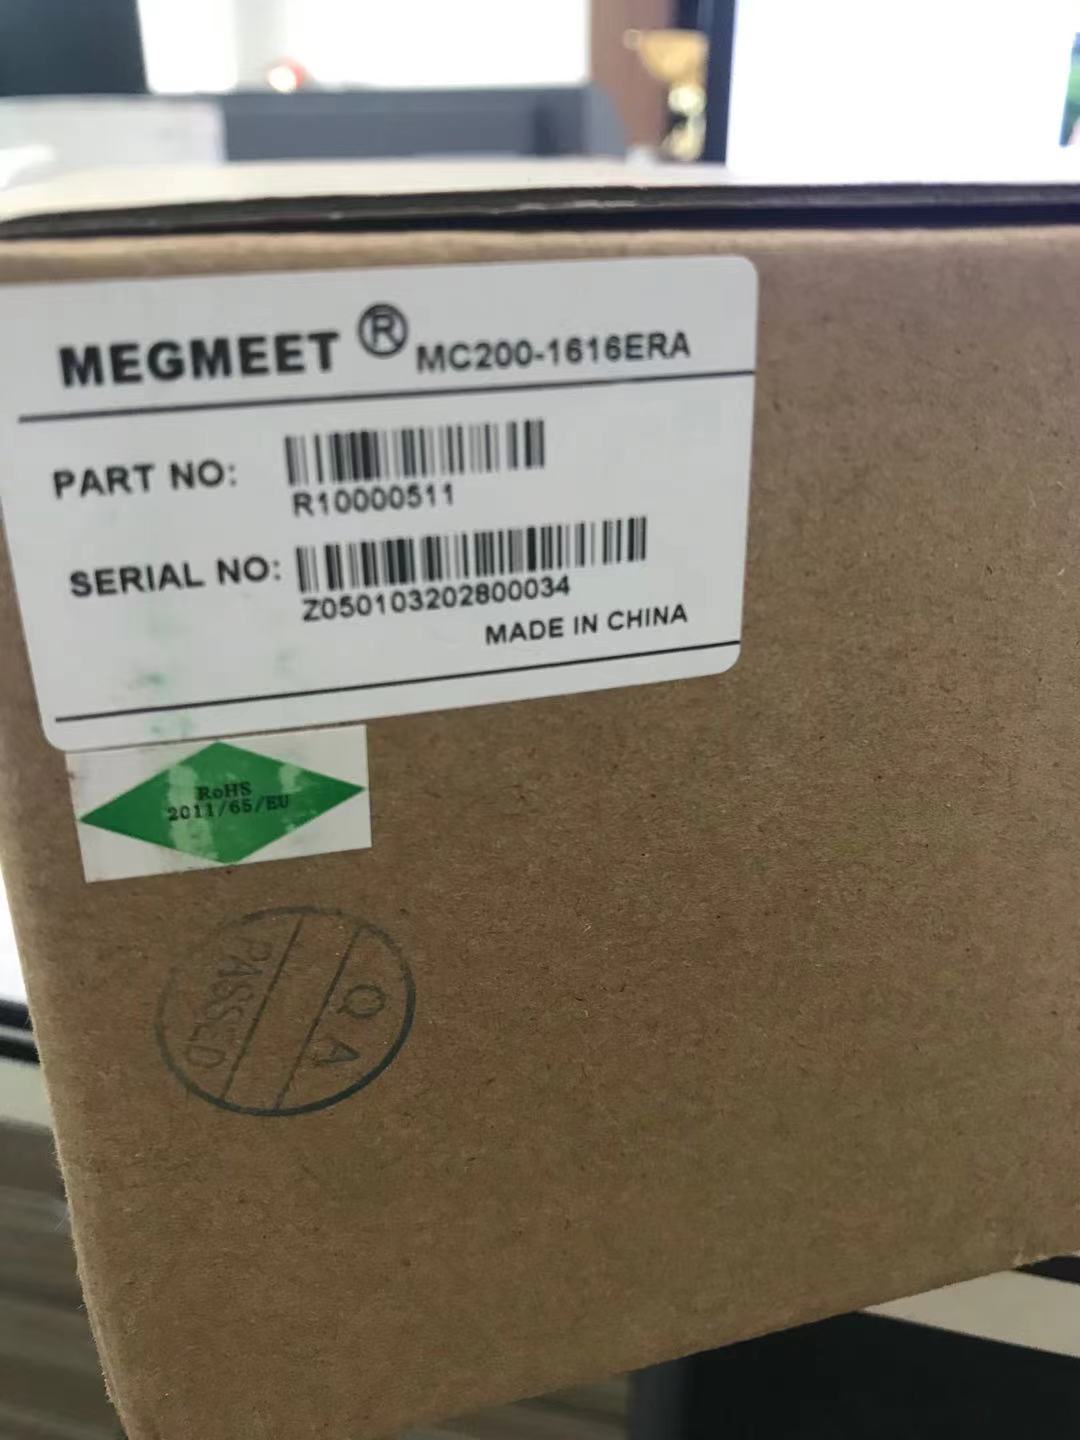 MEGMEET ® MC200-1616ERA
PART NO:
R10000511
SERIAL NO:
Z050103202800034
MADE IN CHINA
RoHS
2011/65/EU
QA
PASSED